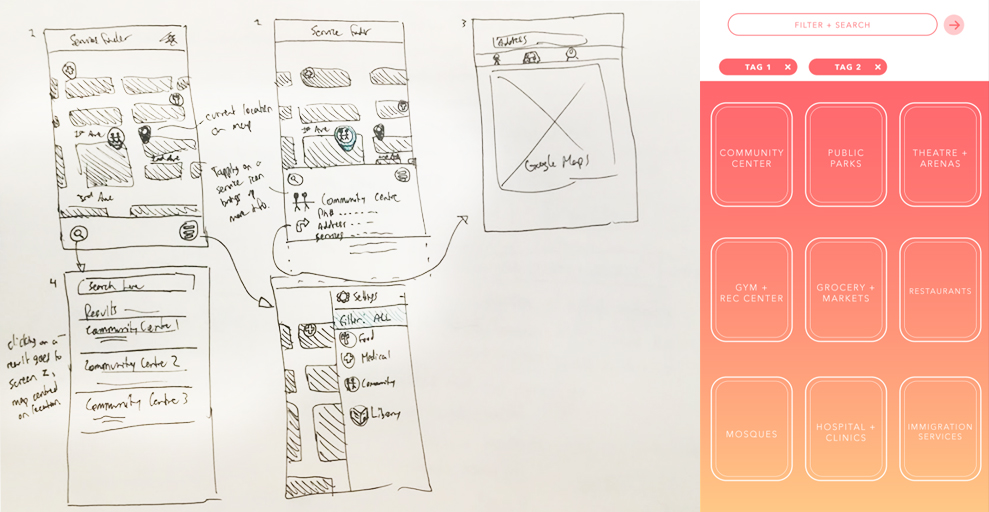 1
Service finder
1st Ave
2nd Ave
3rd Ave
current location
on map
Tapping on a
service icon
brings up
more info.
2
Service finder
1st Ave
Community Centre
Address
Services
3
Address
Google Maps
4
Search here
Results
Community Centre 1
Community Centre 2
Community Centre 3
clicking on a
result goes to
screen 2,
map centred
on location
Settings
Filter: ALL
Food
Medical
Community
Library
FILTER + SEARCH
TAG 1 ×
TAG 2 ×
COMMUNITY
CENTER
PUBLIC
PARKS
THEATRE +
ARENAS
GYM +
REC CENTER
GROCERY +
MARKETS
RESTAURANTS
MOSQUES
HOSPITAL +
CLINICS
IMMIGRATION
SERVICES